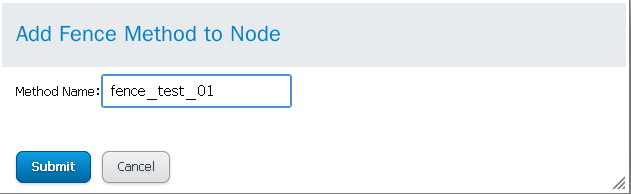 Add Fence Method to Node
Method Name: fence_test_01
Submit Cancel